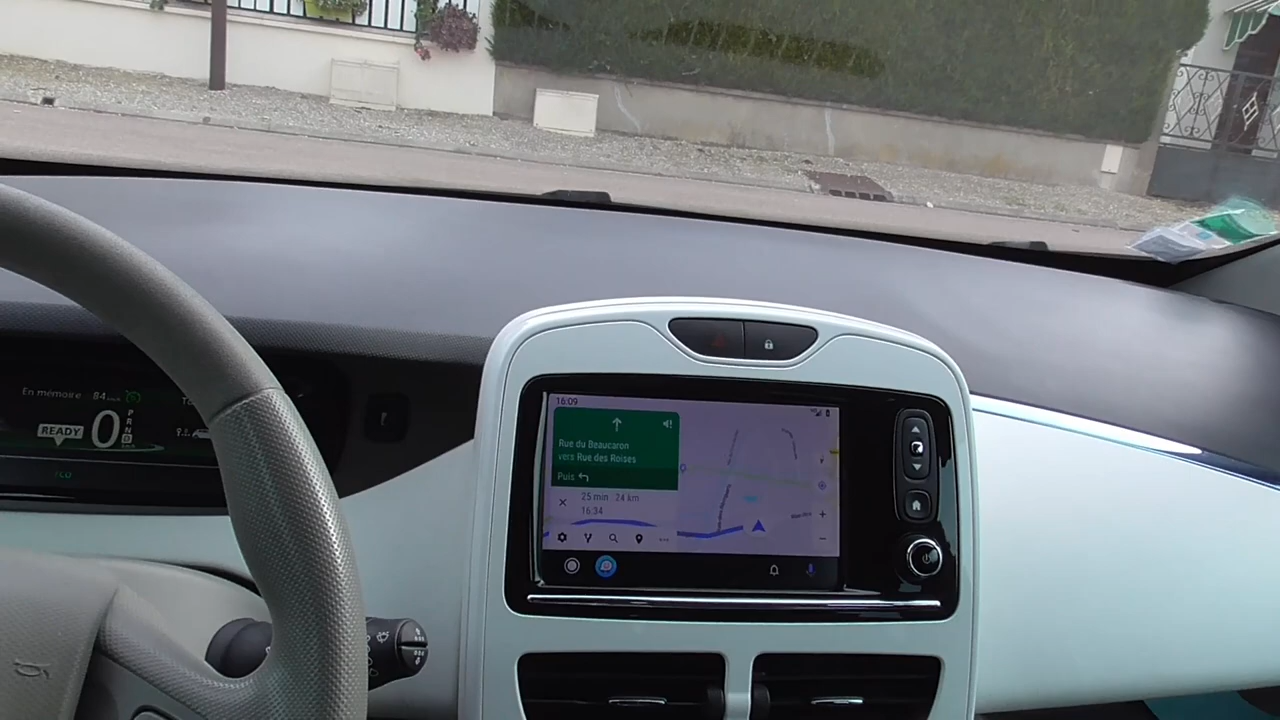 En mémoire 84 km/h
READY
0
P
R
N
D
eco
16:09
Rue du Beaucaron
vers Rue des Roises
Puis
25 min 24 km
16:34